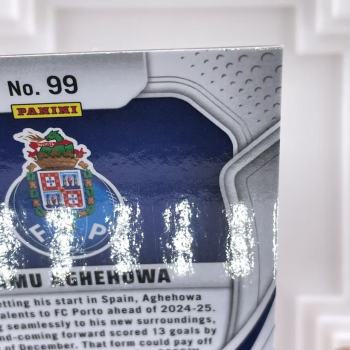 No. 99
PANINI
F P
MU AGHEHOWA
etting his start in Spain, Aghehowa
alents to FC Porto ahead of 2024-25.
g seamlessly to his new surroundings,
nd-coming forward scored 13 goals by
of December. That form could pay off